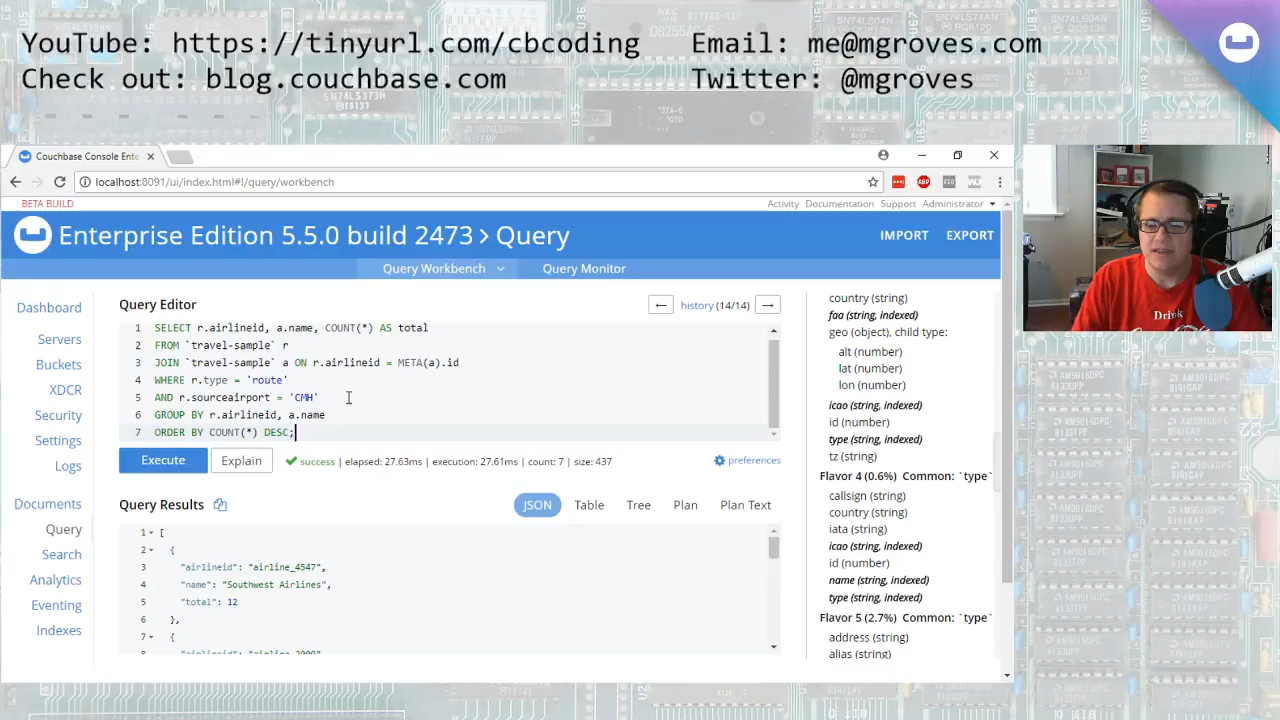 YouTube: https://tinyurl.com/cbcoding Email: me@mgroves.com
Check out: blog.couchbase.com Twitter: @mgroves
Couchbase Console Ente
localhost:8091/ui/index.html#!/query/workbench
BETA BUILD
Activity Documentation Support Administrator
Enterprise Edition 5.5.0 build 2473 > Query
IMPORT EXPORT
Query Workbench Query Monitor
Dashboard
Servers
Buckets
XDCR
Security
Settings
Logs
Documents
Query
Search
Analytics
Eventing
Indexes
Query Editor
history (14/14)
1 SELECT r.airlineid, a.name, COUNT(*) AS total
2 FROM `travel-sample` r
3 JOIN `travel-sample` a ON r.airlineid = META(a).id
4 WHERE r.type = 'route'
5 AND r.sourceairport = 'CMH'
6 GROUP BY r.airlineid, a.name
7 ORDER BY COUNT(*) DESC;
Execute Explain success | elapsed: 27.63ms | execution: 27.61ms | count: 7 | size: 437 preferences
Query Results JSON Table Tree Plan Plan Text
1 [
2 {
3 "airlineid": "airline_4547",
4 "name": "Southwest Airlines",
5 "total": 12
6 },
7 {
8 "airlineid": "airline_2009"
country (string)
faa (string, indexed)
geo (object), child type:
alt (number)
lat (number)
lon (number)
icao (string, indexed)
id (number)
type (string, indexed)
tz (string)
Flavor 4 (0.6%) Common: `type`
callsign (string)
country (string)
iata (string)
icao (string, indexed)
id (number)
name (string, indexed)
type (string, indexed)
Flavor 5 (2.7%) Common: `type`
address (string)
alias (string)
Drink